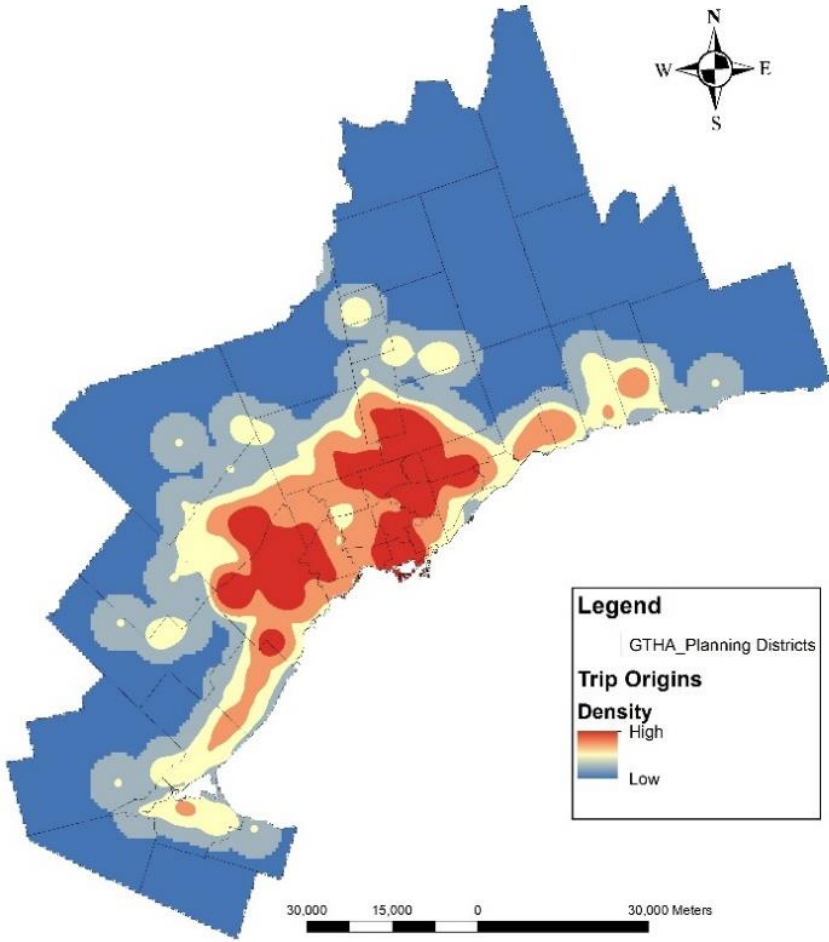 N
W E
S
Legend
GTHA_Planning Districts
Trip Origins
Density
High
Low
30,000 15,000 0 30,000 Meters